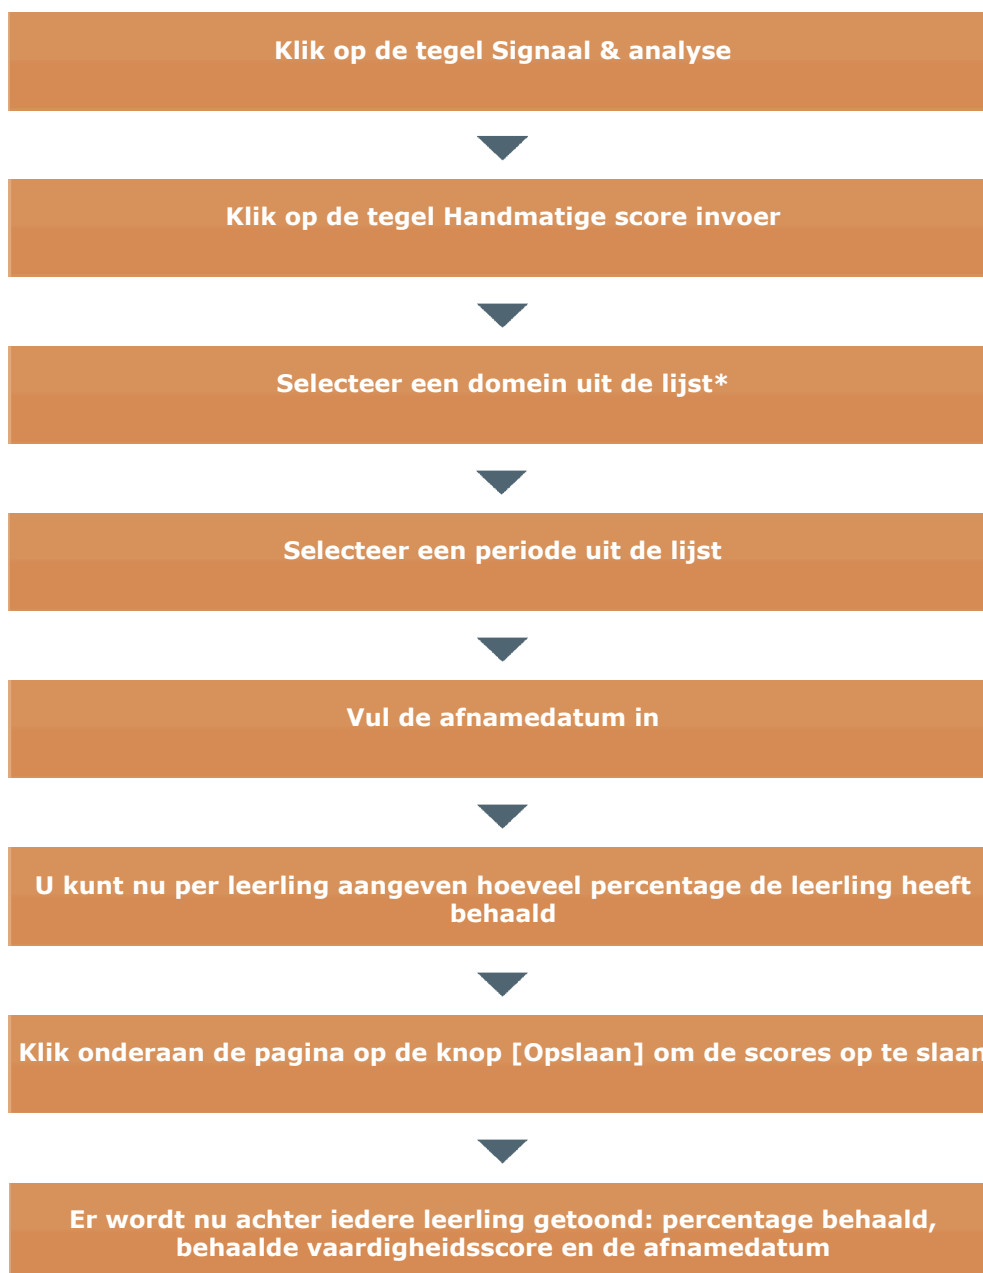 Klik op de tegel Signaal & analyse
Klik op de tegel Handmatige score invoer
Selecteer een domein uit de lijst*
Selecteer een periode uit de lijst
Vul de afnamedatum in
U kunt nu per leerling aangeven hoeveel percentage de leerling heeft
behaald
Klik onderaan de pagina op de knop [Opslaan] om de scores op te slaan
Er wordt nu achter iedere leerling getoond: percentage behaald,
behaalde vaardigheidsscore en de afnamedatum